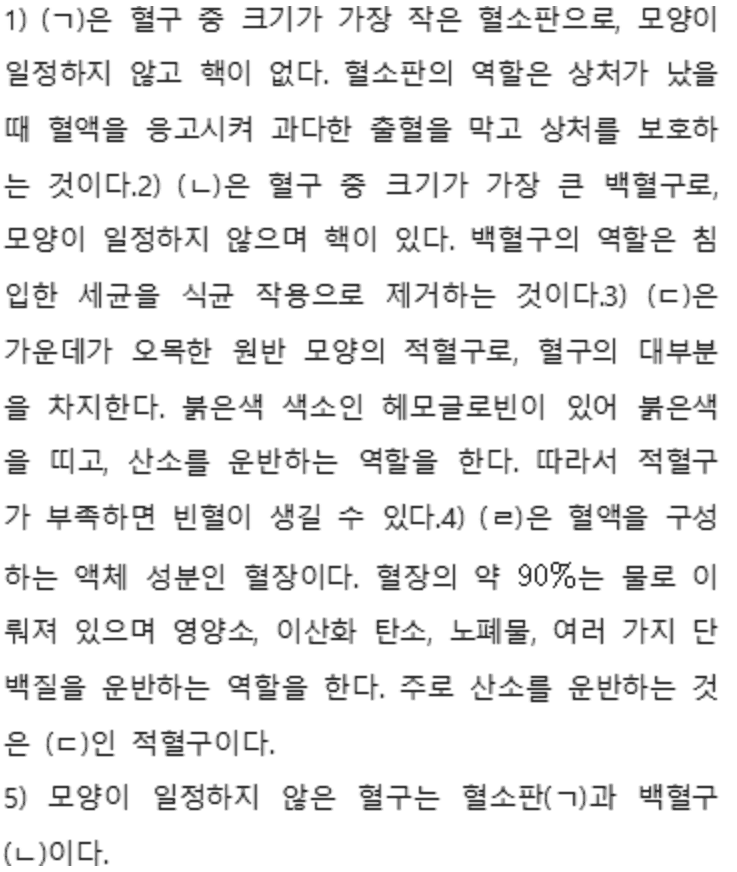 1) (ㄱ)은 혈구 중 크기가 가장 작은 혈소판으로, 모양이
일정하지 않고 핵이 없다. 혈소판의 역할은 상처가 났을
때 혈액을 응고시켜 과다한 출혈을 막고 상처를 보호하
는 것이다.2) (ㄴ)은 혈구 중 크기가 가장 큰 백혈구로,
모양이 일정하지 않으며 핵이 있다. 백혈구의 역할은 침
입한 세균을 식균 작용으로 제거하는 것이다.3) (ㄷ)은
가운데가 오목한 원반 모양의 적혈구로, 혈구의 대부분
을 차지한다. 붉은색 색소인 헤모글로빈이 있어 붉은색
을 띠고, 산소를 운반하는 역할을 한다. 따라서 적혈구
가 부족하면 빈혈이 생길 수 있다.4) (ㄹ)은 혈액을 구성
하는 액체 성분인 혈장이다. 혈장의 약 90%는 물로 이
뤄져 있으며 영양소, 이산화 탄소, 노폐물, 여러 가지 단
백질을 운반하는 역할을 한다. 주로 산소를 운반하는 것
은 (ㄷ)인 적혈구이다.
5) 모양이 일정하지 않은 혈구는 혈소판(ㄱ)과 백혈구
(ㄴ)이다.